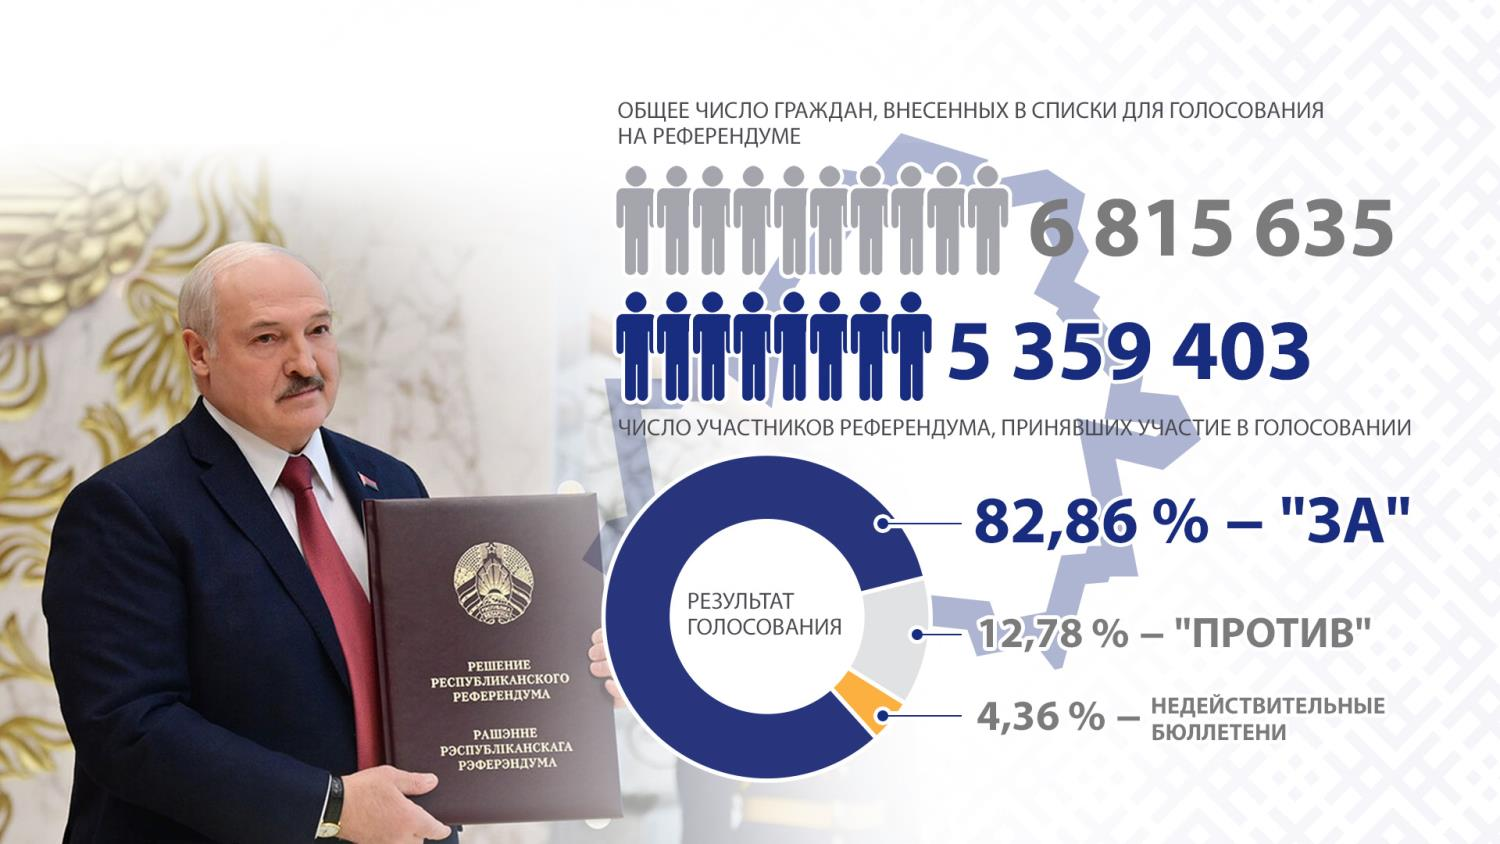 ОБЩЕЕ ЧИСЛО ГРАЖДАН, ВНЕСЕННЫХ В СПИСКИ ДЛЯ ГОЛОСОВАНИЯ
НА РЕФЕРЕНДУМЕ
6 815 635
5 359 403
ЧИСЛО УЧАСТНИКОВ РЕФЕРЕНДУМА, ПРИНЯВШИХ УЧАСТИЕ В ГОЛОСОВАНИИ
82,86 % – "ЗА"
РЕЗУЛЬТАТ
ГОЛОСОВАНИЯ
12,78 % – "ПРОТИВ"
4,36 % – НЕДЕЙСТВИТЕЛЬНЫЕ
БЮЛЛЕТЕНИ
РЕШЕНИЕ
РЕСПУБЛИКАНСКОГО
РЕФЕРЕНДУМА
РАШЭННЕ
РЭСПУБЛІКАНСКАГА
РЭФЕРЭНДУМА